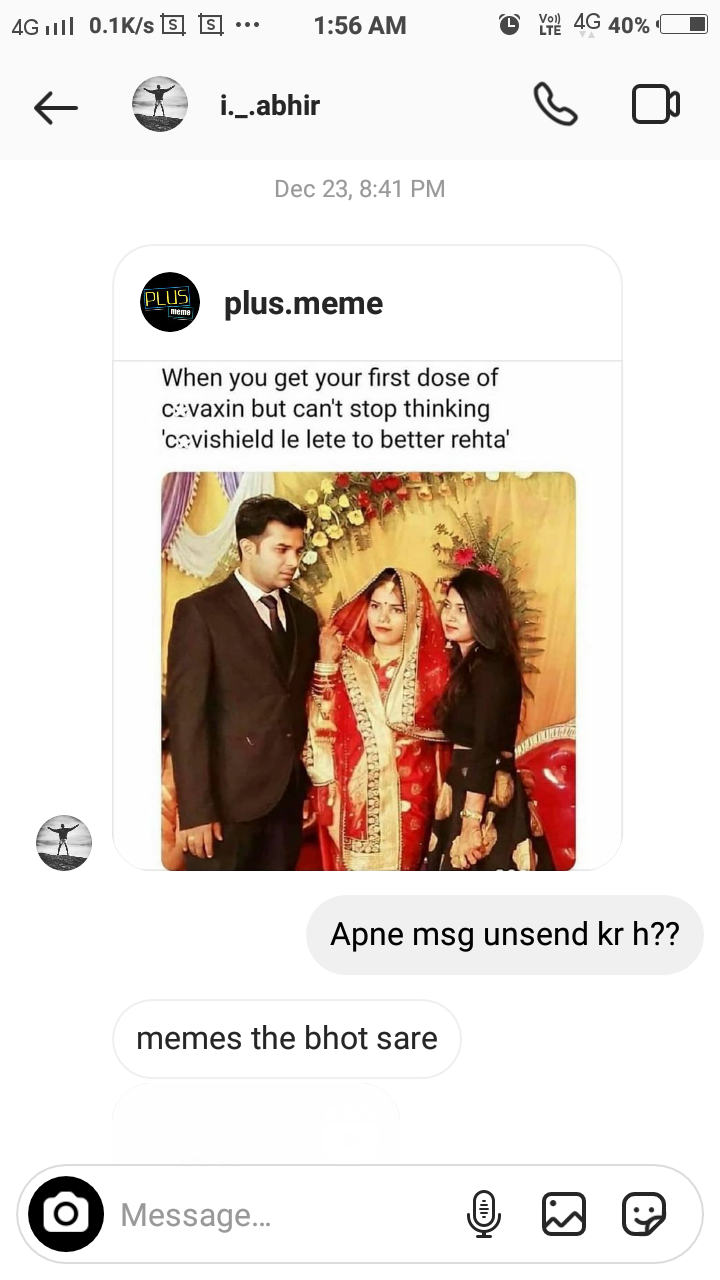 4G 0.1K/s S S ... 1:56 AM Vo)) LTE 4G 40%
i._.abhir
Dec 23, 8:41 PM
PLUS
meme
plus.meme
When you get your first dose of
covaxin but can't stop thinking
'covishield le lete to better rehta'
Apne msg unsend kr h??
memes the bhot sare
Message...